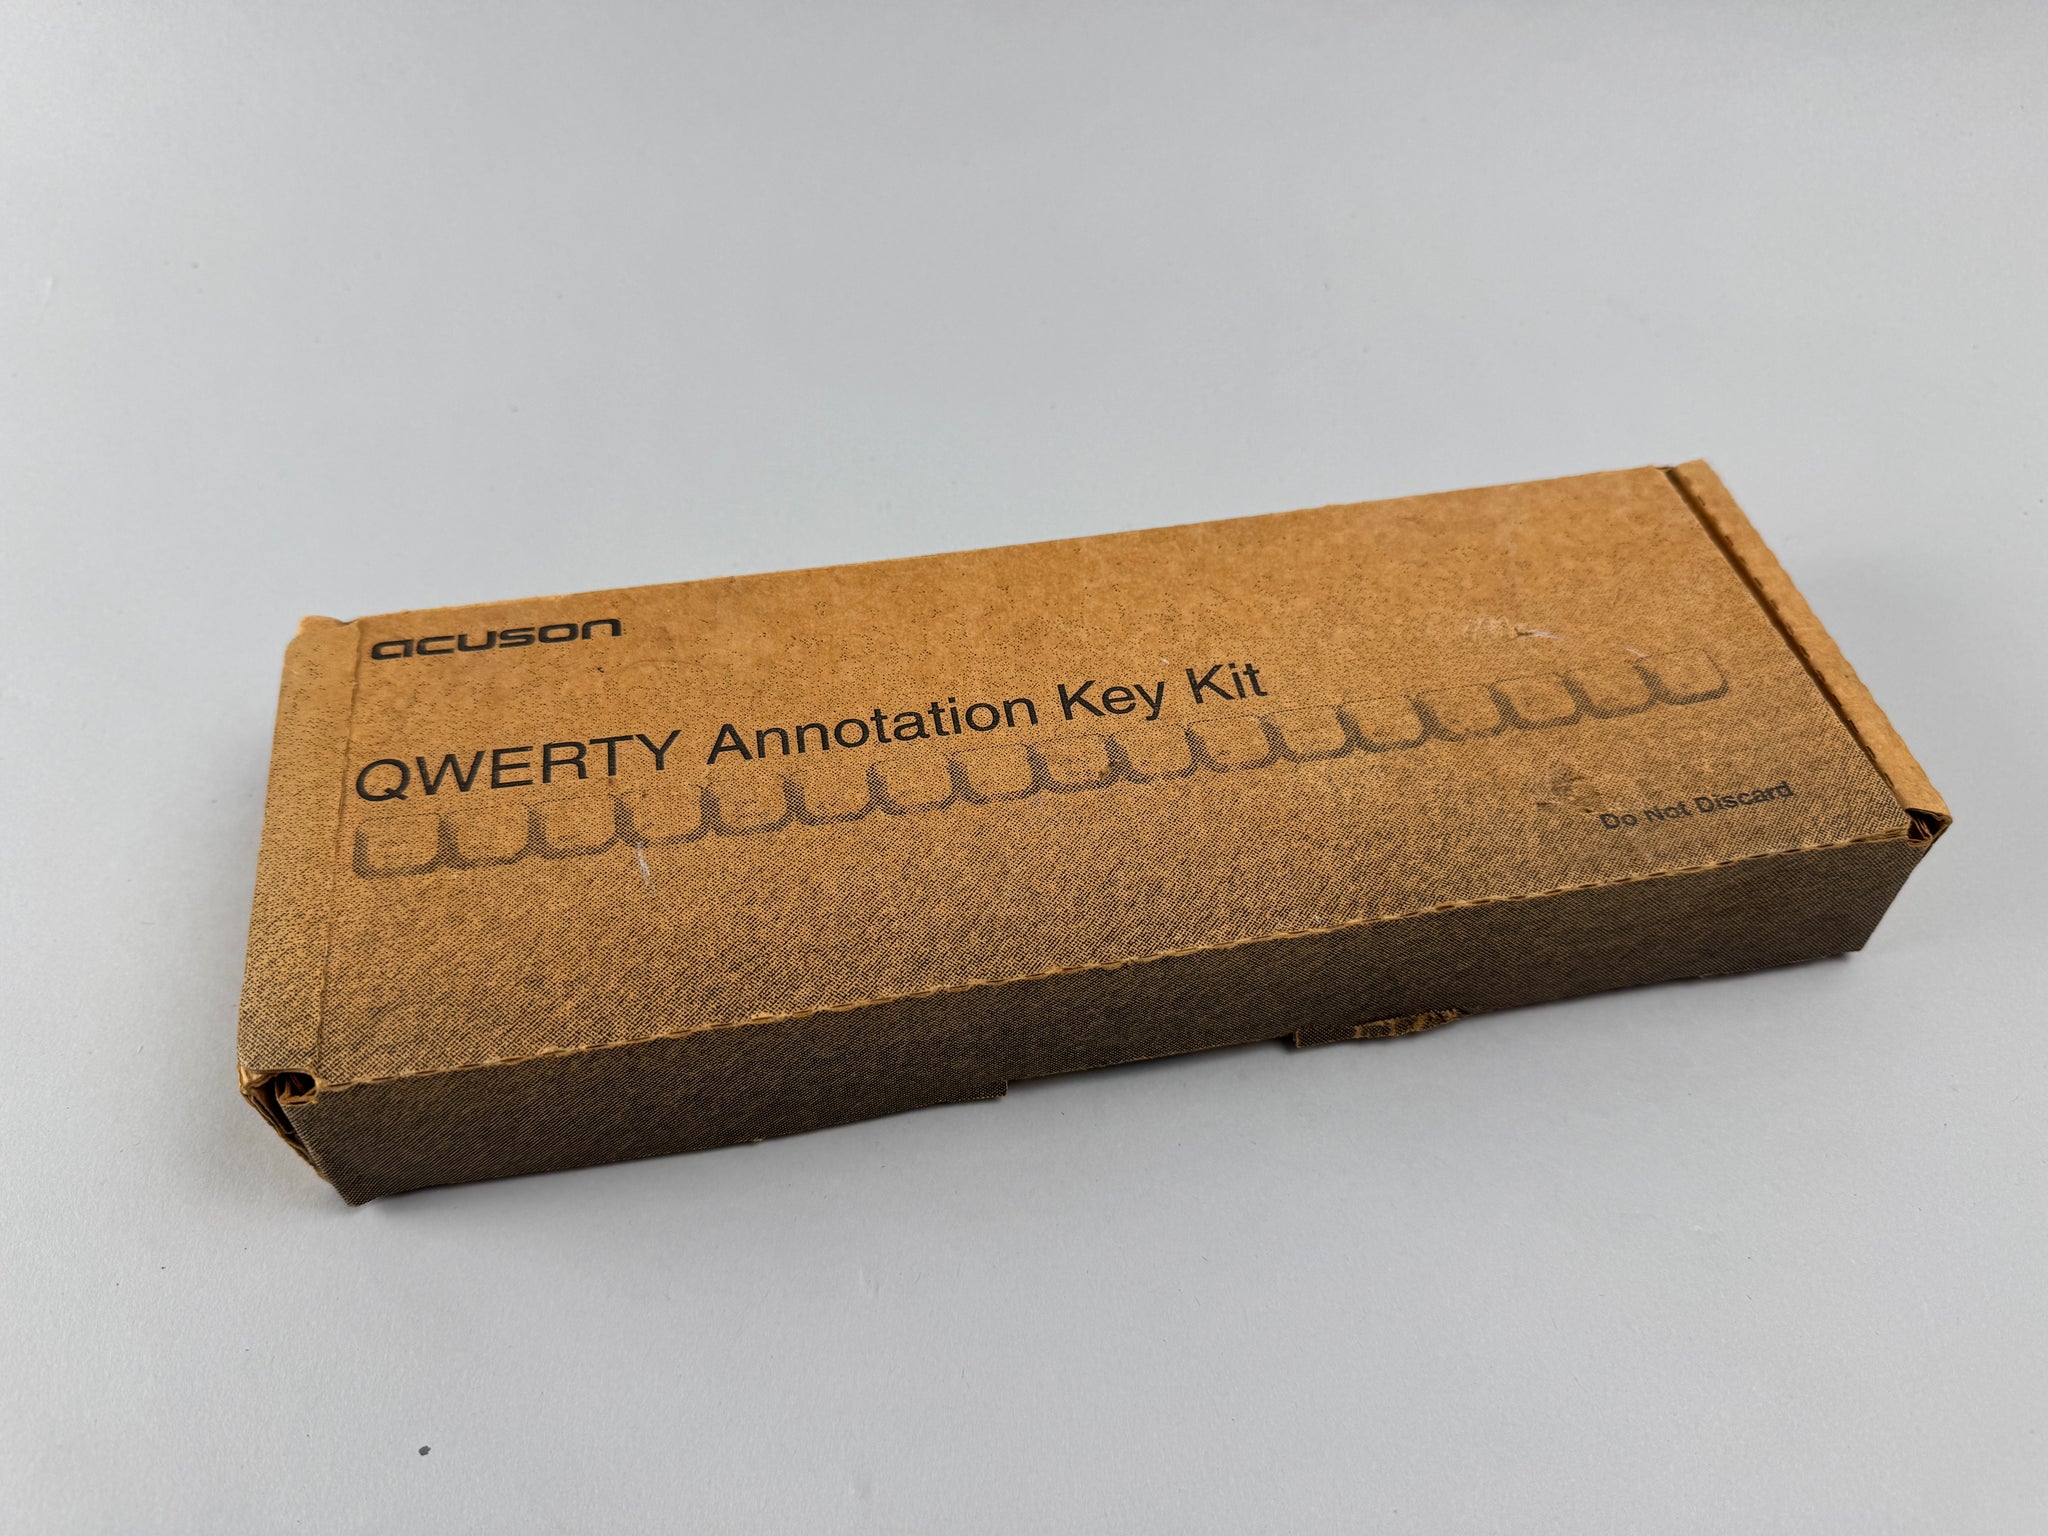 acuson
QWERTY Annotation Key Kit
Do Not Discard